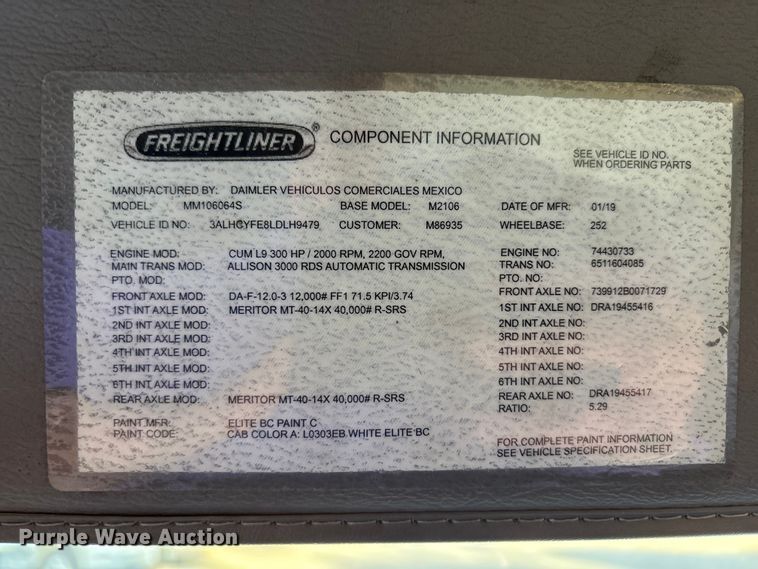 FREIGHTLINER ® COMPONENT INFORMATION
SEE VEHICLE ID NO.
WHEN ORDERING PARTS
MANUFACTURED BY: DAIMLER VEHICULOS COMERCIALES MEXICO
MODEL: MM106064S BASE MODEL: M2106 DATE OF MFR: 01/19
VEHICLE ID NO: 3ALHCYFE8LDLH9479 CUSTOMER: M86935 WHEELBASE: 252
ENGINE MOD: CUM L9 300 HP / 2000 RPM, 2200 GOV RPM, ENGINE NO: 74430733
MAIN TRANS MOD: ALLISON 3000 RDS AUTOMATIC TRANSMISSION TRANS NO: 6511604085
PTO. MOD: PTO. NO:
FRONT AXLE MOD: DA-F-12.0-3 12,000# FF1 71.5 KPI/3.74 FRONT AXLE NO: 739912B0071729
1ST INT AXLE MOD: MERITOR MT-40-14X 40,000# R-SRS 1ST INT AXLE NO: DRA19455416
2ND INT AXLE MOD: 2ND INT AXLE NO:
3RD INT AXLE MOD: 3RD INT AXLE NO:
4TH INT AXLE MOD: 4TH INT AXLE NO:
5TH INT AXLE MOD: 5TH INT AXLE NO:
6TH INT AXLE MOD: 6TH INT AXLE NO:
REAR AXLE MOD: MERITOR MT-40-14X 40,000# R-SRS REAR AXLE NO: DRA19455417
RATIO: 5.29
PAINT MFR: ELITE BC PAINT C
PAINT CODE: CAB COLOR A: L0303EB WHITE ELITE BC
FOR COMPLETE PAINT INFORMATION
SEE VEHICLE SPECIFICATION SHEET.
Purple Wave Auction